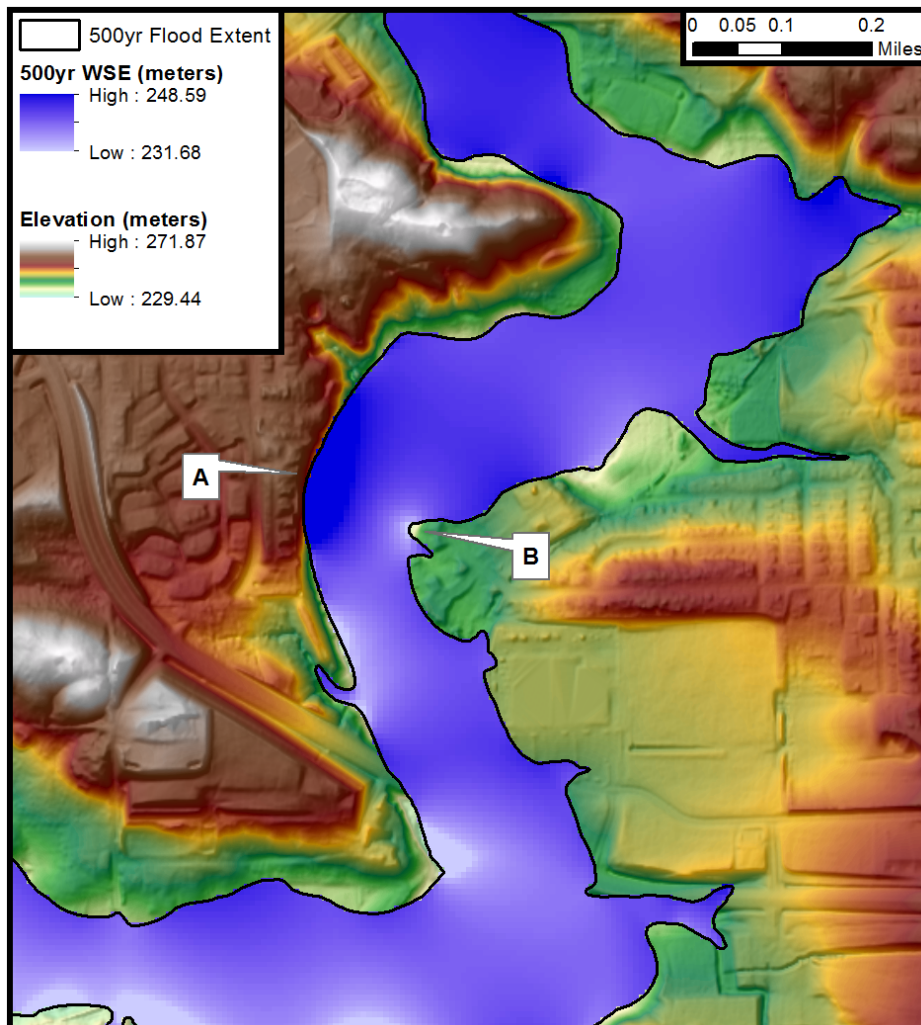 500yr Flood Extent
500yr WSE (meters)
High : 248.59
Low : 231.68
Elevation (meters)
High : 271.87
Low : 229.44
0 0.05 0.1 0.2
Miles
A
B